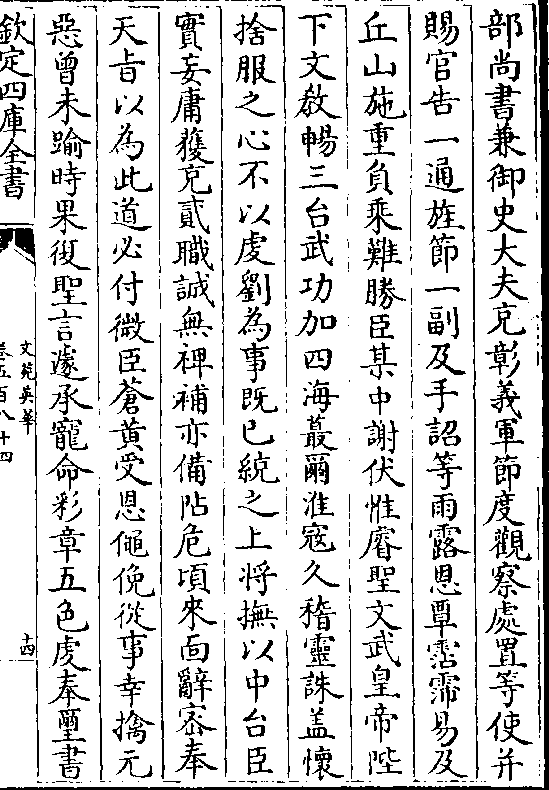 部尚書兼御史大夫充彰義軍節度觀察處置等使并
賜官告一通旌節一副及手詔等雨露恩覃霑霈易及
丘山施重負乘難勝臣某中謝伏惟睿聖文武皇帝陛
下文敎暢三台武功加四海蕞爾淮寇久稽靈誅盖懷
捨服之心不以虔劉為事既已統之上將撫以中台臣
實妄庸獲充貳職誠無裨補亦備阽危頃來面辭宻奉
天㫖以為此道必付微臣蒼黄受恩僶俛從事幸擒元
惡曾未踰時果復聖言遽承寵命彩章五色虔奉璽書
欽定四庫全書
文苑英華
卷五百八十四
十四